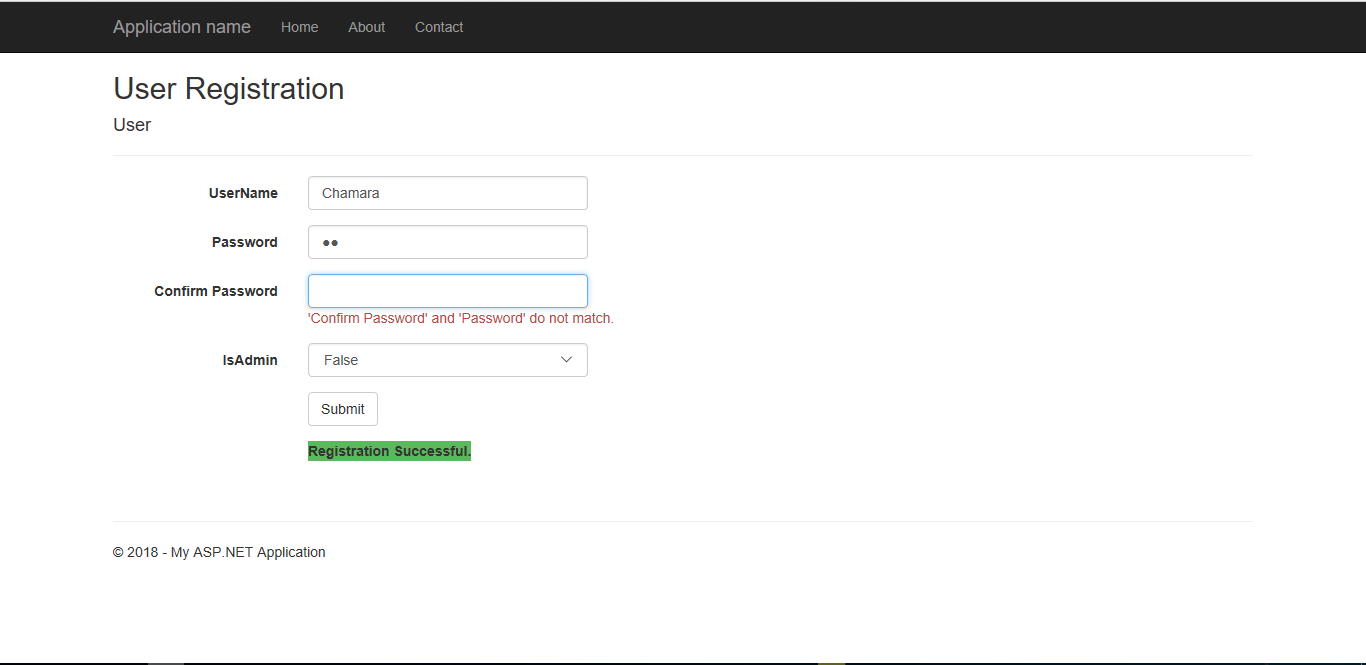 Application name Home About Contact
User Registration
User
UserName Chamara
Password ●●
Confirm Password
'Confirm Password' and 'Password' do not match.
IsAdmin False
Submit
Registration Successful.
© 2018 - My ASP.NET Application